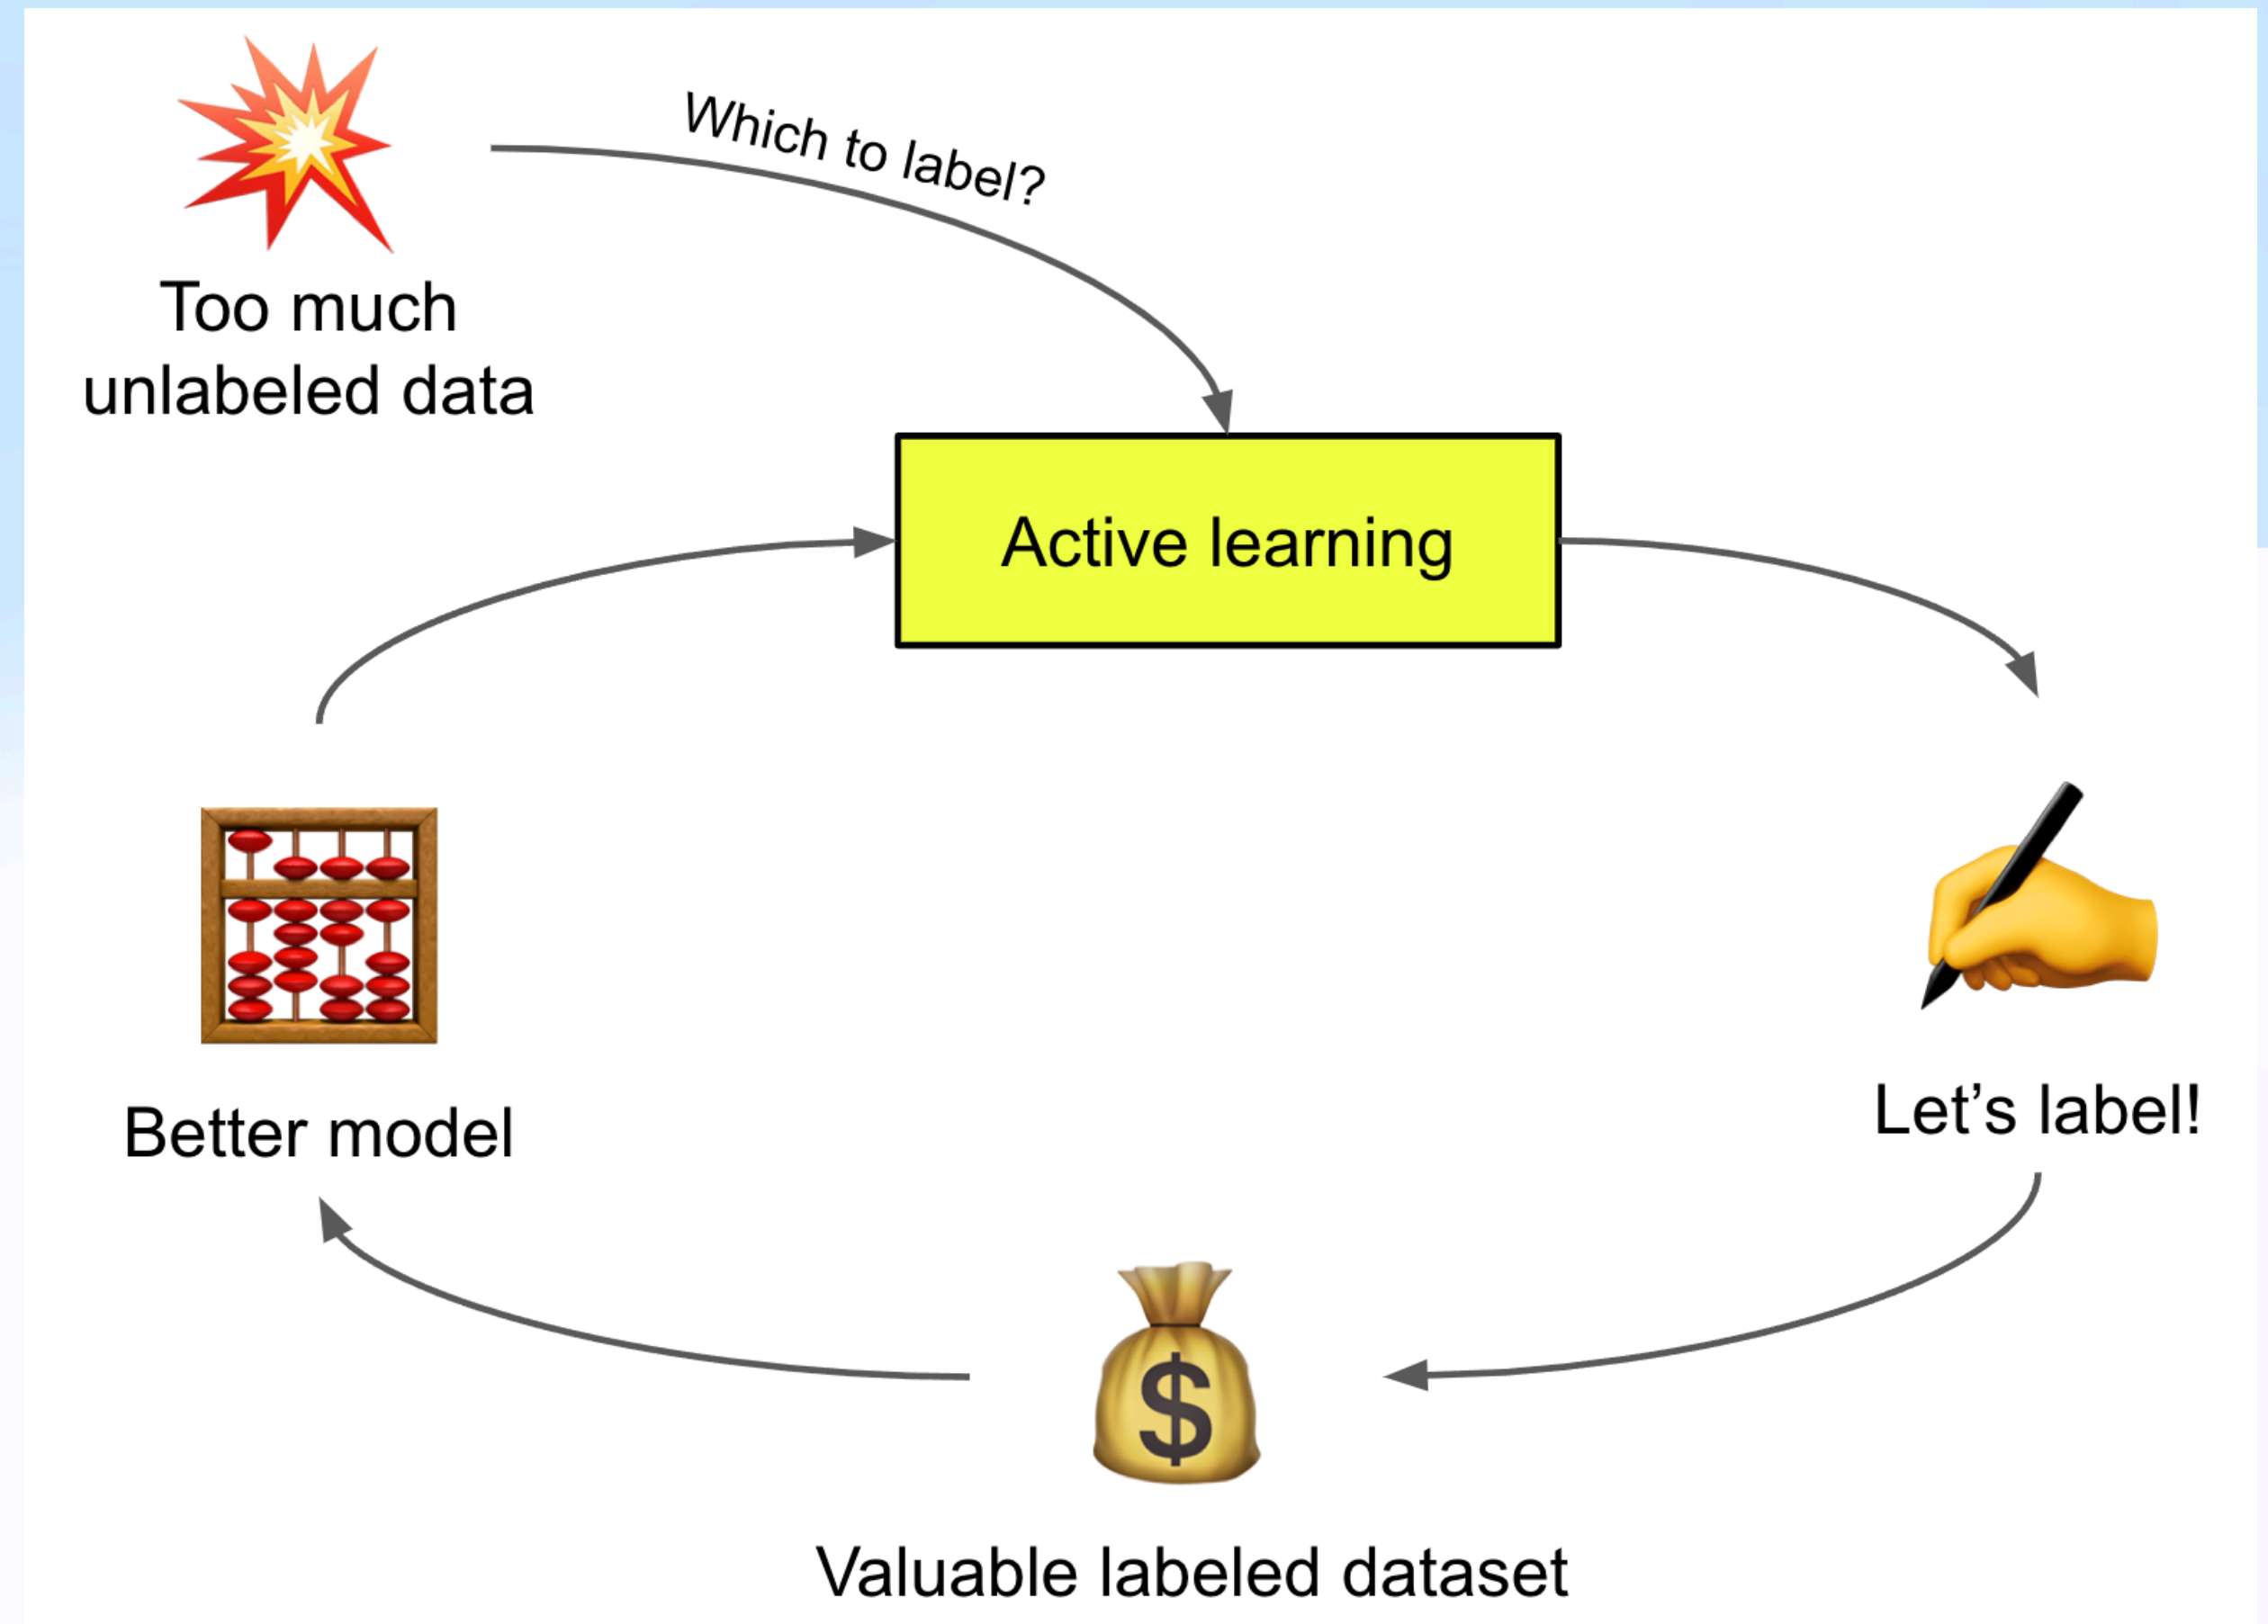 Which to label?
Too much
unlabeled data
Active learning
Better model
Let’s label!
$
Valuable labeled dataset